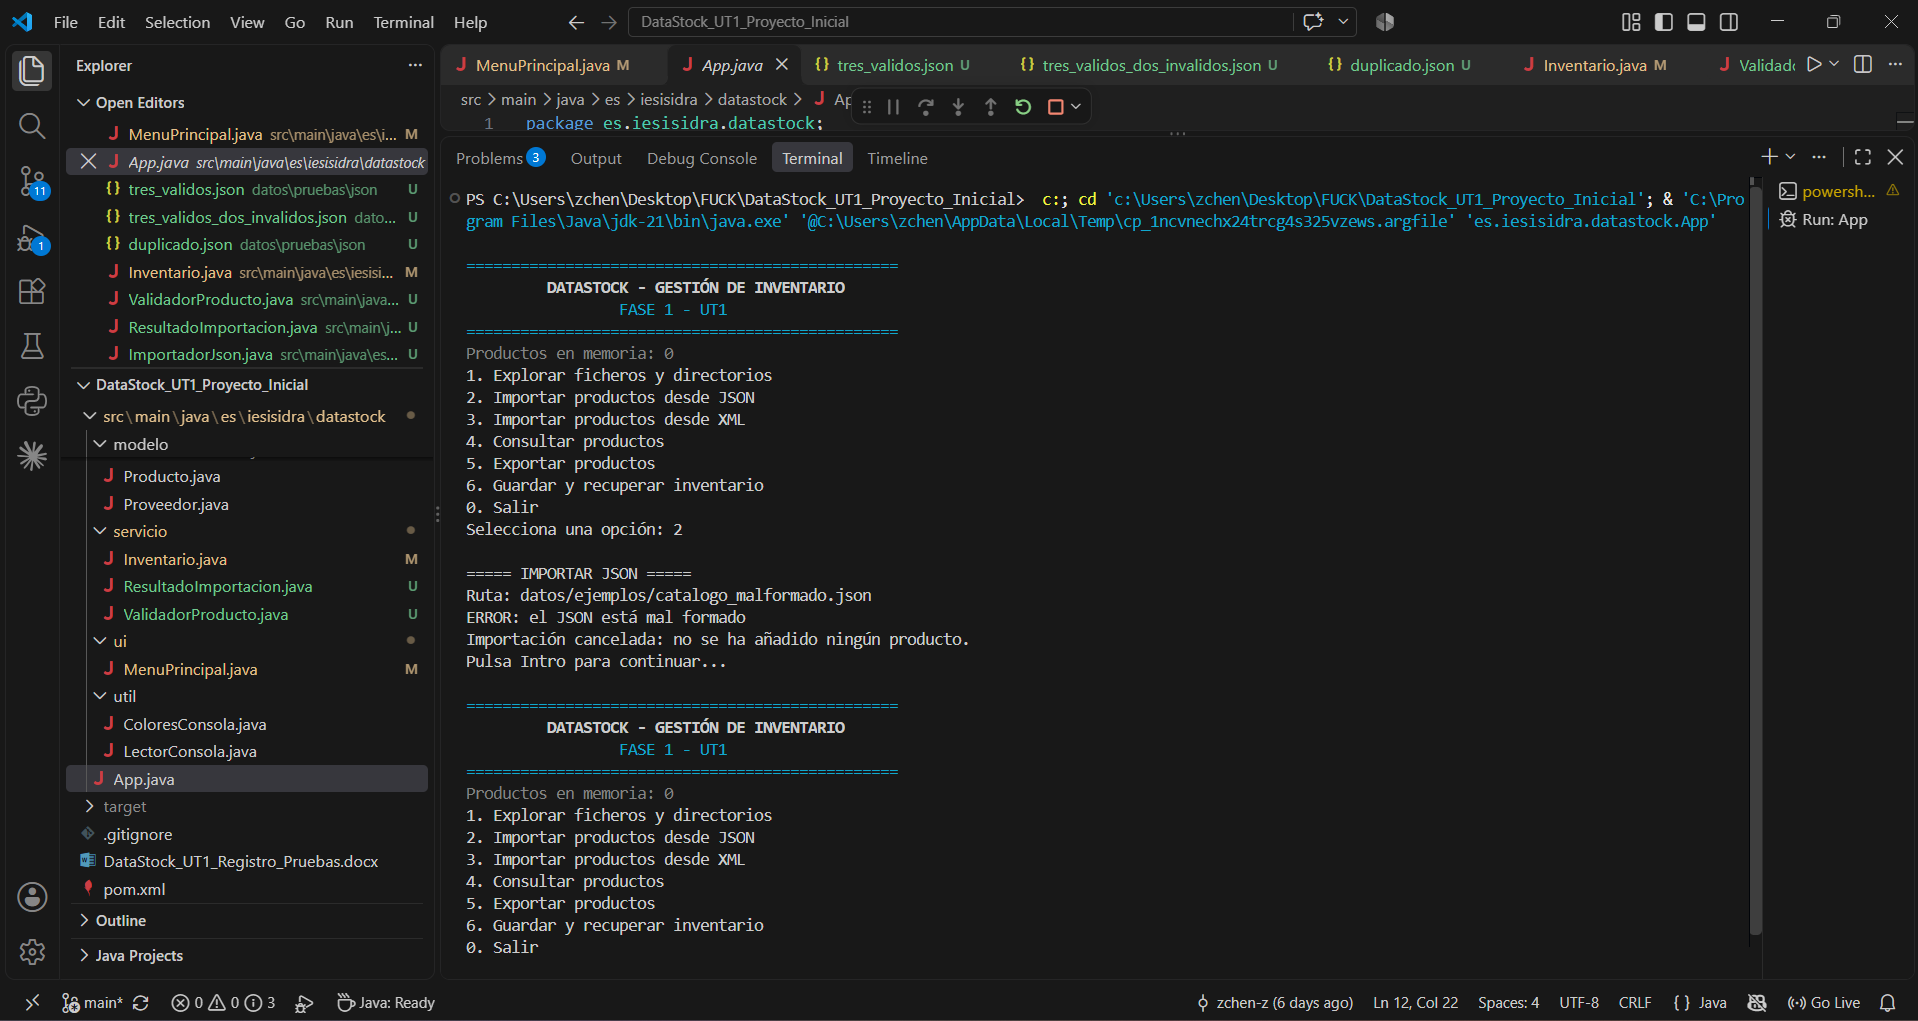 File Edit Selection View Go Run Terminal Help
DataStock_UT1_Proyecto_Inicial
Explorer
Open Editors
MenuPrincipal.java src\main\java\es\i... M
App.java src\main\java\es\iesisidra\datastock
tres_validos.json datos\pruebas\json U
tres_validos_dos_invalidos.json dato... U
duplicado.json datos\pruebas\json U
Inventario.java src\main\java\es\iesisi... M
ValidadorProducto.java src\main\java... U
ResultadoImportacion.java src\main\j... U
ImportadorJson.java src\main\java\es... U
DataStock_UT1_Proyecto_Inicial
src\main\java\es\iesisidra\datastock
modelo
Producto.java
Proveedor.java
servicio
Inventario.java M
ResultadoImportacion.java U
ValidadorProducto.java U
ui
MenuPrincipal.java M
util
ColoresConsola.java
LectorConsola.java
App.java
target
.gitignore
DataStock_UT1_Registro_Pruebas.docx
pom.xml
Outline
Java Projects
11
1
MenuPrincipal.java M App.java tres_validos.json U tres_validos_dos_invalidos.json U duplicado.json U Inventario.java M Validad
src > main > java > es > iesisidra > datastock > Ap
1 package es.iesisidra.datastock;
Problems 3 Output Debug Console Terminal Timeline
powersh...
Run: App
PS C:\Users\zchen\Desktop\FUCK\DataStock_UT1_Proyecto_Inicial> c:; cd 'c:\Users\zchen\Desktop\FUCK\DataStock_UT1_Proyecto_Inicial'; & 'C:\Pro
gram Files\Java\jdk-21\bin\java.exe' '@C:\Users\zchen\AppData\Local\Temp\cp_1ncvnechx24trcg4s325vzews.argfile' 'es.iesisidra.datastock.App'
================================================
DATASTOCK - GESTIÓN DE INVENTARIO
FASE 1 - UT1
================================================
Productos en memoria: 0
1. Explorar ficheros y directorios
2. Importar productos desde JSON
3. Importar productos desde XML
4. Consultar productos
5. Exportar productos
6. Guardar y recuperar inventario
0. Salir
Selecciona una opción: 2
===== IMPORTAR JSON =====
Ruta: datos/ejemplos/catalogo_malformado.json
ERROR: el JSON está mal formado
Importación cancelada: no se ha añadido ningún producto.
Pulsa Intro para continuar...
================================================
DATASTOCK - GESTIÓN DE INVENTARIO
FASE 1 - UT1
================================================
Productos en memoria: 0
1. Explorar ficheros y directorios
2. Importar productos desde JSON
3. Importar productos desde XML
4. Consultar productos
5. Exportar productos
6. Guardar y recuperar inventario
0. Salir
main* 0 0 3 Java: Ready zchen-z (6 days ago) Ln 12, Col 22 Spaces: 4 UTF-8 CRLF {} Java Go Live